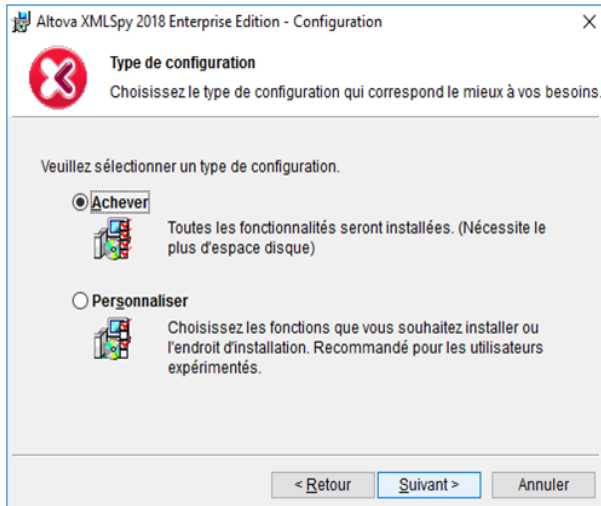 Altova XMLSpy 2018 Enterprise Edition - Configuration
Type de configuration
Choisissez le type de configuration qui correspond le mieux à vos besoins.
Veuillez sélectionner un type de configuration.
Achever
Toutes les fonctionnalités seront installées. (Nécessite le
plus d'espace disque)
Personnaliser
Choisissez les fonctions que vous souhaitez installer ou
l'endroit d'installation. Recommandé pour les utilisateurs
expérimentés.
< Retour Suivant > Annuler